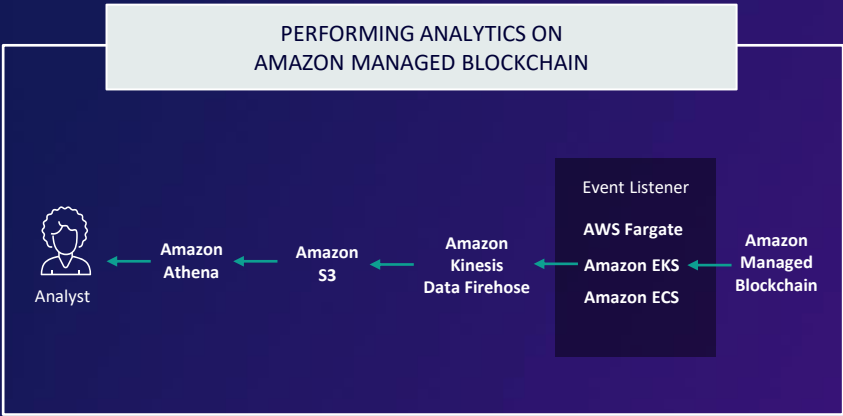 PERFORMING ANALYTICS ON
AMAZON MANAGED BLOCKCHAIN
Analyst
Amazon
Athena
Amazon
S3
Amazon
Kinesis
Data Firehose
Event Listener
AWS Fargate
Amazon EKS
Amazon ECS
Amazon
Managed
Blockchain